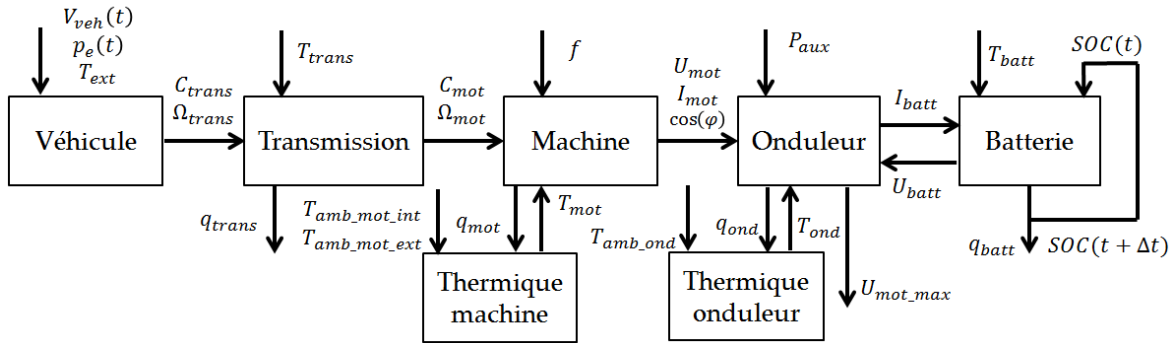 V_veh(t)
p_e(t)
T_ext
Véhicule
C_trans
Ω_trans
T_trans
Transmission
q_trans
C_mot
Ω_mot
f
Machine
T_amb_mot_int
T_amb_mot_ext
q_mot
T_mot
Thermique
machine
U_mot
I_mot
cos(φ)
P_aux
Onduleur
T_amb_ond
q_ond
T_ond
Thermique
onduleur
U_mot_max
I_batt
U_batt
T_batt
SOC(t)
Batterie
q_batt
SOC(t + Δt)